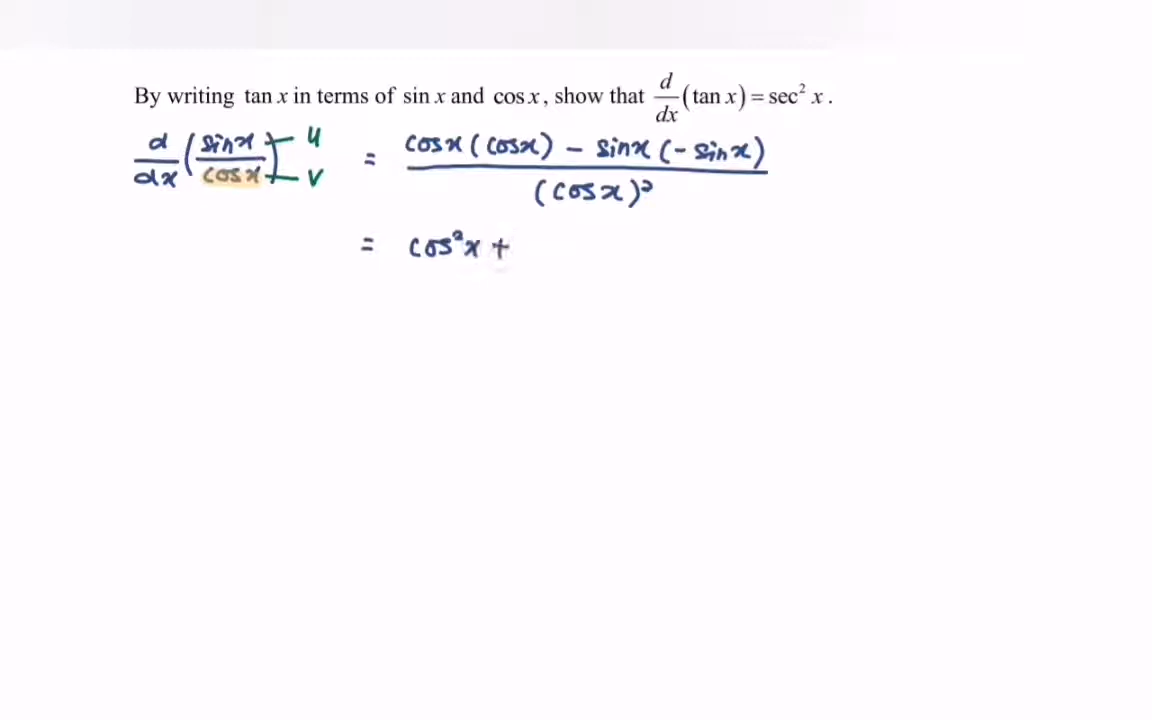 By writing tan x in terms of sin x and cos x, show that d/dx (tan x) = sec² x.
d/dx (sin x / cos x) u v = (cos x (cos x) - sin x (- sin x)) / (cos x)²
= cos² x +